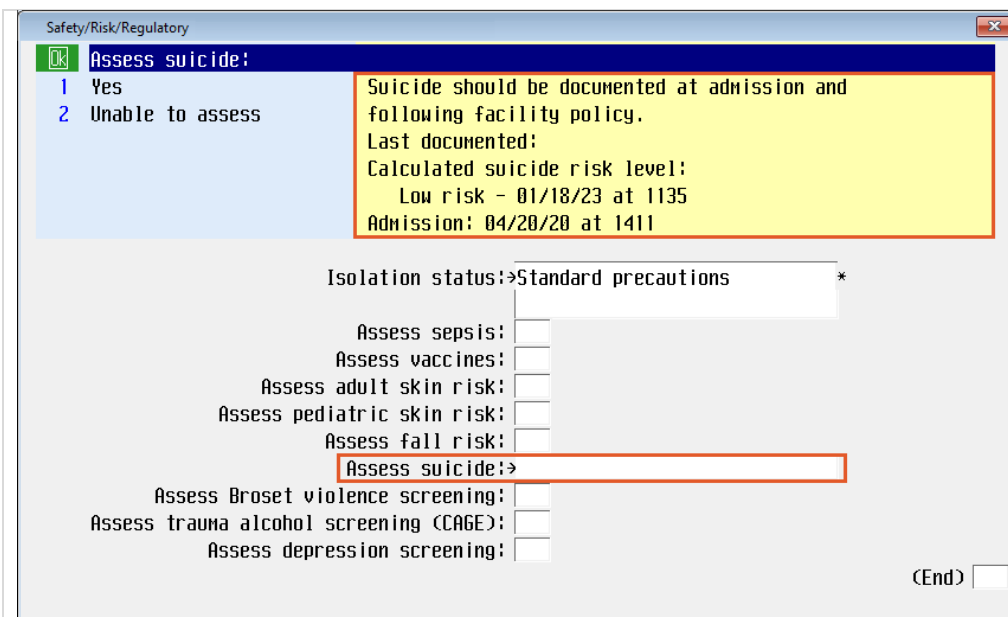 Safety/Risk/Regulatory
Ok Assess suicide:
1 Yes
2 Unable to assess
Suicide should be documented at admission and
following facility policy.
Last documented:
Calculated suicide risk level:
Low risk - 01/18/23 at 1135
Admission: 04/20/20 at 1411
Isolation status:→Standard precautions *
Assess sepsis:
Assess vaccines:
Assess adult skin risk:
Assess pediatric skin risk:
Assess fall risk:
Assess suicide:→
Assess Broset violence screening:
Assess trauma alcohol screening (CAGE):
Assess depression screening:
(End)